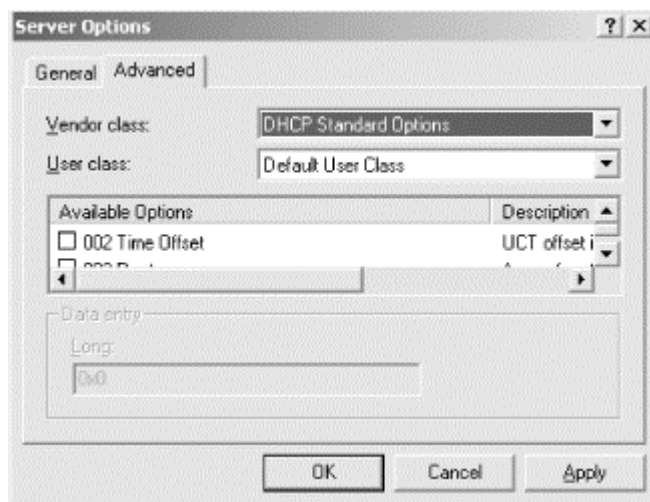 Server Options
General Advanced
Vendor class: DHCP Standard Options
User class: Default User Class
Available Options Description
002 Time Offset UCT offset i
Data entry
Long:
0x0
OK Cancel Apply